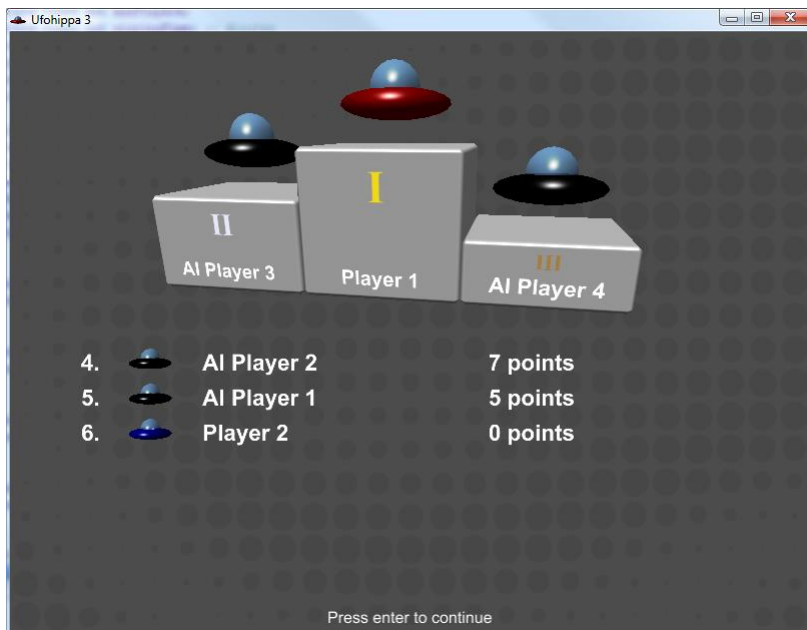 Ufohippa 3
I
II
III
AI Player 3
Player 1
AI Player 4
4. AI Player 2 7 points
5. AI Player 1 5 points
6. Player 2 0 points
Press enter to continue